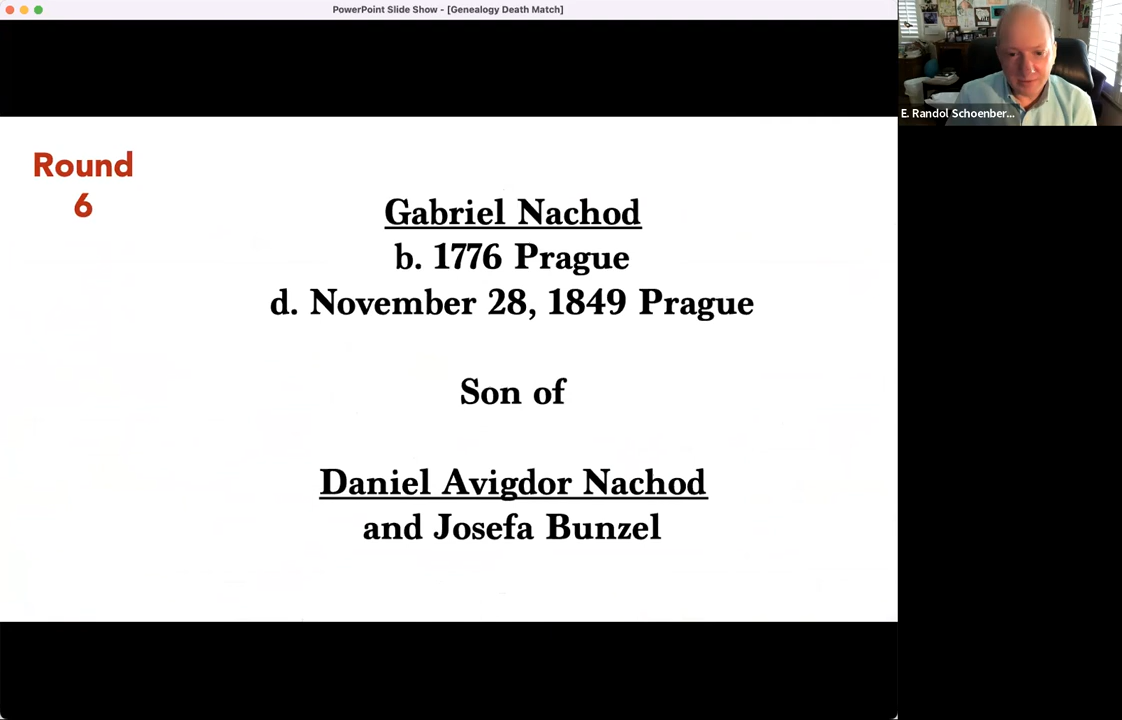 PowerPoint Slide Show - [Genealogy Death Match]
E. Randol Schoenber...
Round
6
Gabriel Nachod
b. 1776 Prague
d. November 28, 1849 Prague
Son of
Daniel Avigdor Nachod
and Josefa Bunzel